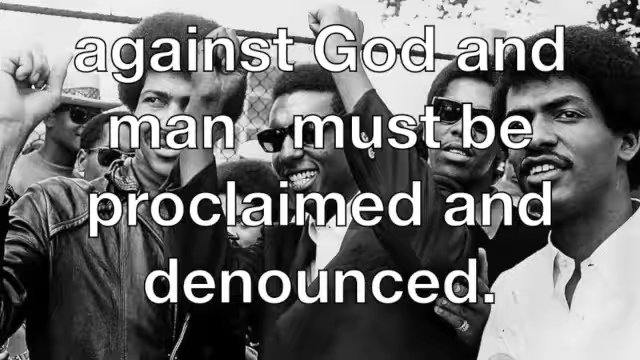 against God and
man must be
proclaimed and
denounced.